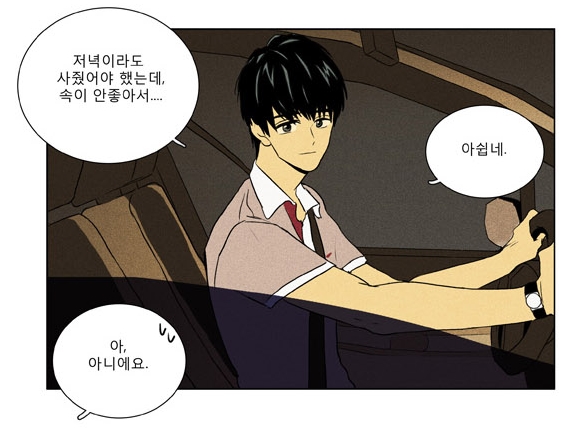 저녁이라도
사줬어야 했는데,
속이 안좋아서....
아쉽네.
아,
아니에요.